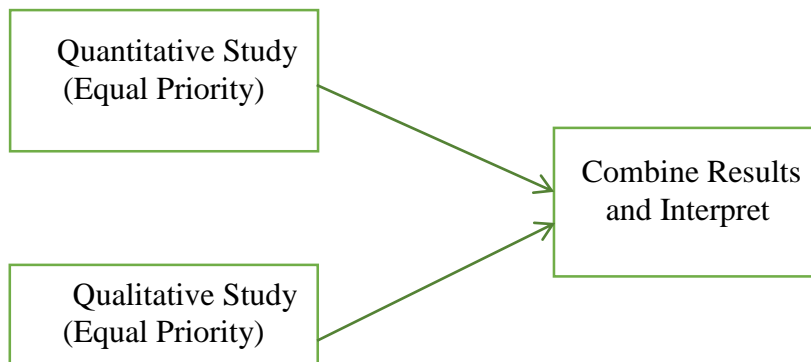 Quantitative Study
(Equal Priority)
Combine Results
and Interpret
Qualitative Study
(Equal Priority)